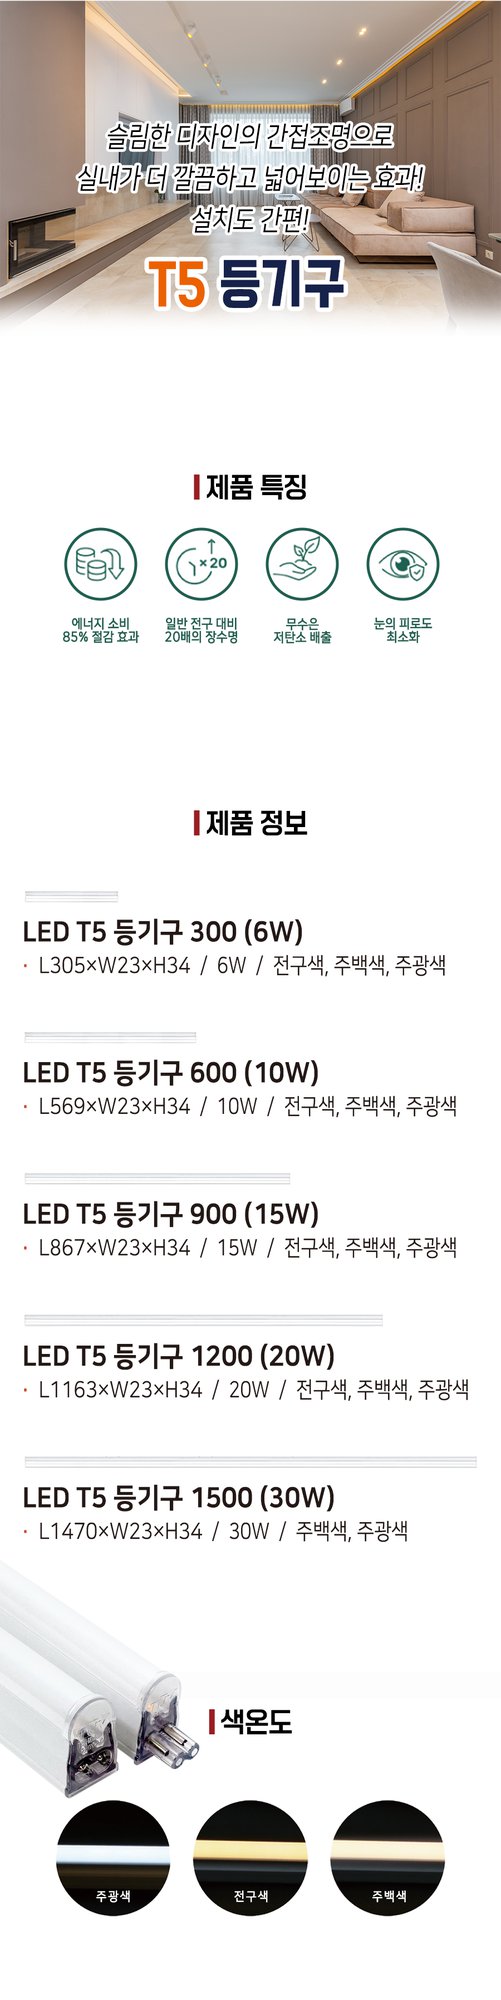 슬림한 디자인의 간접조명으로
실내가 더 깔끔하고 넓어보이는 효과!
설치도 간편!
T5 등기구
제품 특징
×20
에너지 소비
85% 절감 효과
일반 전구 대비
20배의 장수명
무수은
저탄소 배출
눈의 피로도
최소화
제품 정보
LED T5 등기구 300 (6W)
· L305×W23×H34 / 6W / 전구색, 주백색, 주광색
LED T5 등기구 600 (10W)
· L569×W23×H34 / 10W / 전구색, 주백색, 주광색
LED T5 등기구 900 (15W)
· L867×W23×H34 / 15W / 전구색, 주백색, 주광색
LED T5 등기구 1200 (20W)
· L1163×W23×H34 / 20W / 전구색, 주백색, 주광색
LED T5 등기구 1500 (30W)
· L1470×W23×H34 / 30W / 주백색, 주광색
색온도
주광색
전구색
주백색